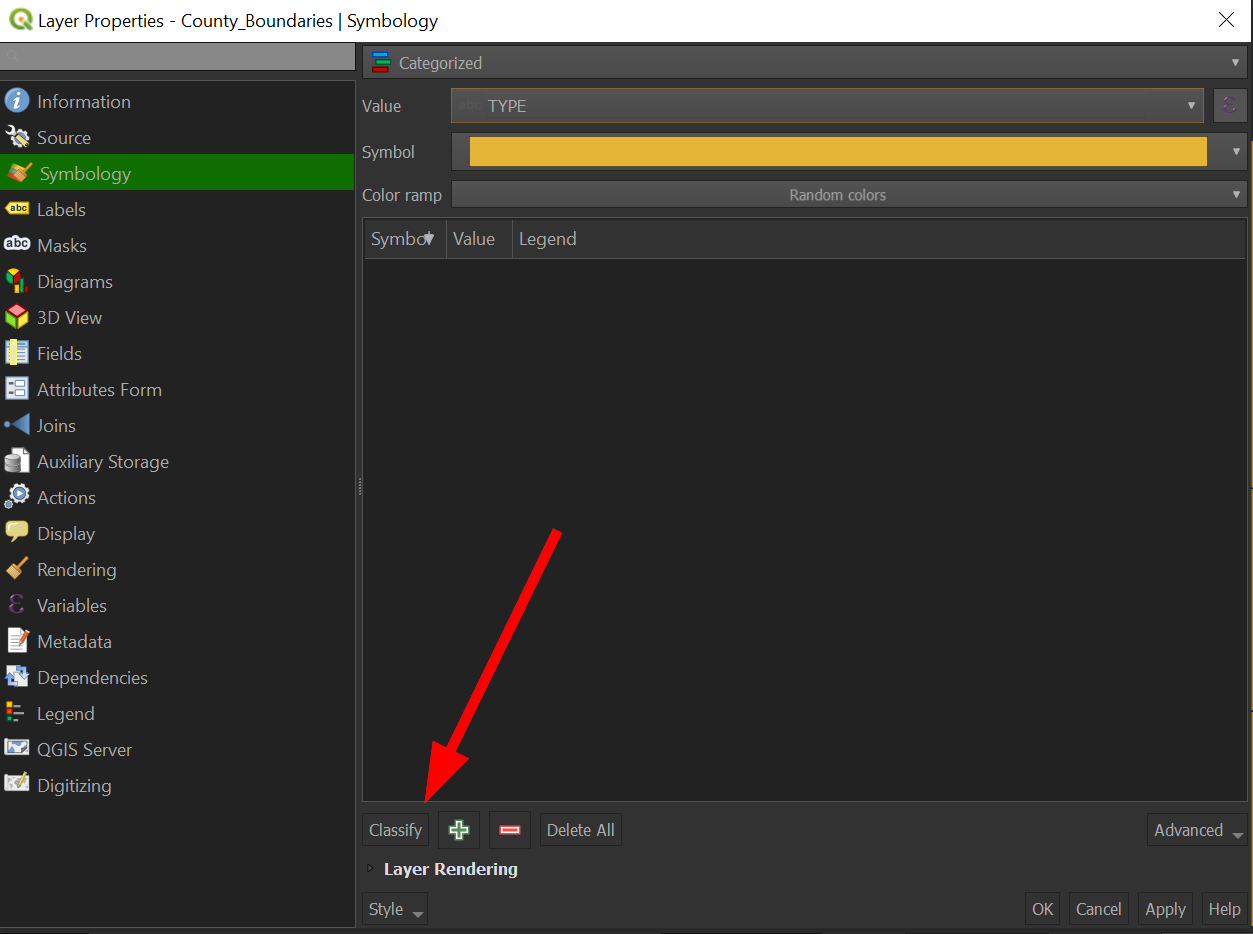 Layer Properties - County_Boundaries | Symbology
Information
Source
Symbology
abc Labels
abc Masks
Diagrams
3D View
Fields
Attributes Form
Joins
Auxiliary Storage
Actions
Display
Rendering
Variables
Metadata
Dependencies
Legend
QGIS Server
Digitizing
Categorized
Value abc TYPE
Symbol
Color ramp Random colors
Symbol Value Legend
Classify Delete All Advanced
Layer Rendering
Style OK Cancel Apply Help